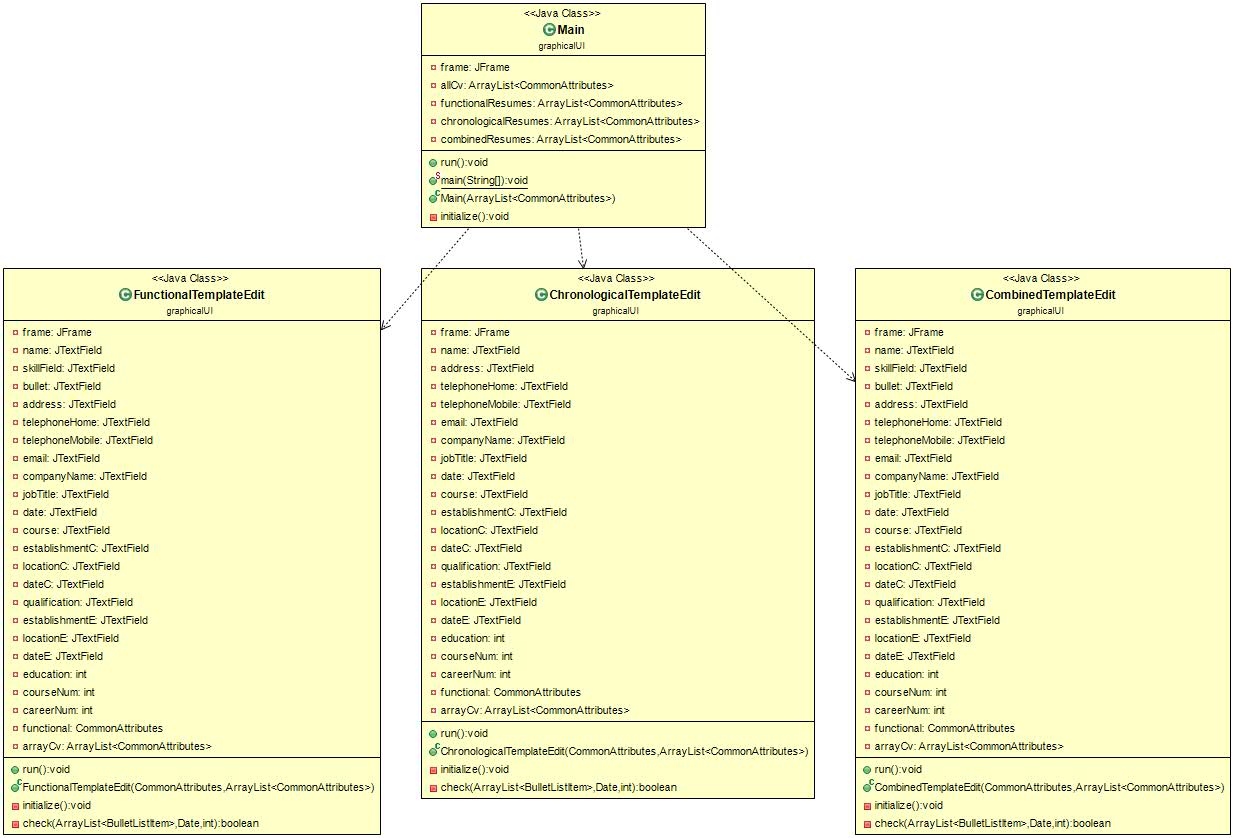 <<Java Class>>
Main
graphicalUI
frame: JFrame
allCv: ArrayList<CommonAttributes>
functionalResumes: ArrayList<CommonAttributes>
chronologicalResumes: ArrayList<CommonAttributes>
combinedResumes: ArrayList<CommonAttributes>
run():void
main(String[]):void
Main(ArrayList<CommonAttributes>)
initialize():void
<<Java Class>>
FunctionalTemplateEdit
graphicalUI
frame: JFrame
name: JTextField
skillField: JTextField
bullet: JTextField
address: JTextField
telephoneHome: JTextField
telephoneMobile: JTextField
email: JTextField
companyName: JTextField
jobTitle: JTextField
date: JTextField
course: JTextField
establishmentC: JTextField
locationC: JTextField
dateC: JTextField
qualification: JTextField
establishmentE: JTextField
locationE: JTextField
dateE: JTextField
education: int
courseNum: int
careerNum: int
functional: CommonAttributes
arrayCv: ArrayList<CommonAttributes>
run():void
FunctionalTemplateEdit(CommonAttributes,ArrayList<CommonAttributes>)
initialize():void
check(ArrayList<BulletListItem>,Date,int):boolean
<<Java Class>>
ChronologicalTemplateEdit
graphicalUI
frame: JFrame
name: JTextField
address: JTextField
telephoneHome: JTextField
telephoneMobile: JTextField
email: JTextField
companyName: JTextField
jobTitle: JTextField
date: JTextField
course: JTextField
establishmentC: JTextField
locationC: JTextField
dateC: JTextField
qualification: JTextField
establishmentE: JTextField
locationE: JTextField
dateE: JTextField
education: int
courseNum: int
careerNum: int
functional: CommonAttributes
arrayCv: ArrayList<CommonAttributes>
run():void
ChronologicalTemplateEdit(CommonAttributes,ArrayList<CommonAttributes>)
initialize():void
check(ArrayList<BulletListItem>,Date,int):boolean
<<Java Class>>
CombinedTemplateEdit
graphicalUI
frame: JFrame
name: JTextField
skillField: JTextField
bullet: JTextField
address: JTextField
telephoneHome: JTextField
telephoneMobile: JTextField
email: JTextField
companyName: JTextField
jobTitle: JTextField
date: JTextField
course: JTextField
establishmentC: JTextField
locationC: JTextField
dateC: JTextField
qualification: JTextField
establishmentE: JTextField
locationE: JTextField
dateE: JTextField
education: int
courseNum: int
careerNum: int
functional: CommonAttributes
arrayCv: ArrayList<CommonAttributes>
run():void
CombinedTemplateEdit(CommonAttributes,ArrayList<CommonAttributes>)
initialize():void
check(ArrayList<BulletListItem>,Date,int):boolean